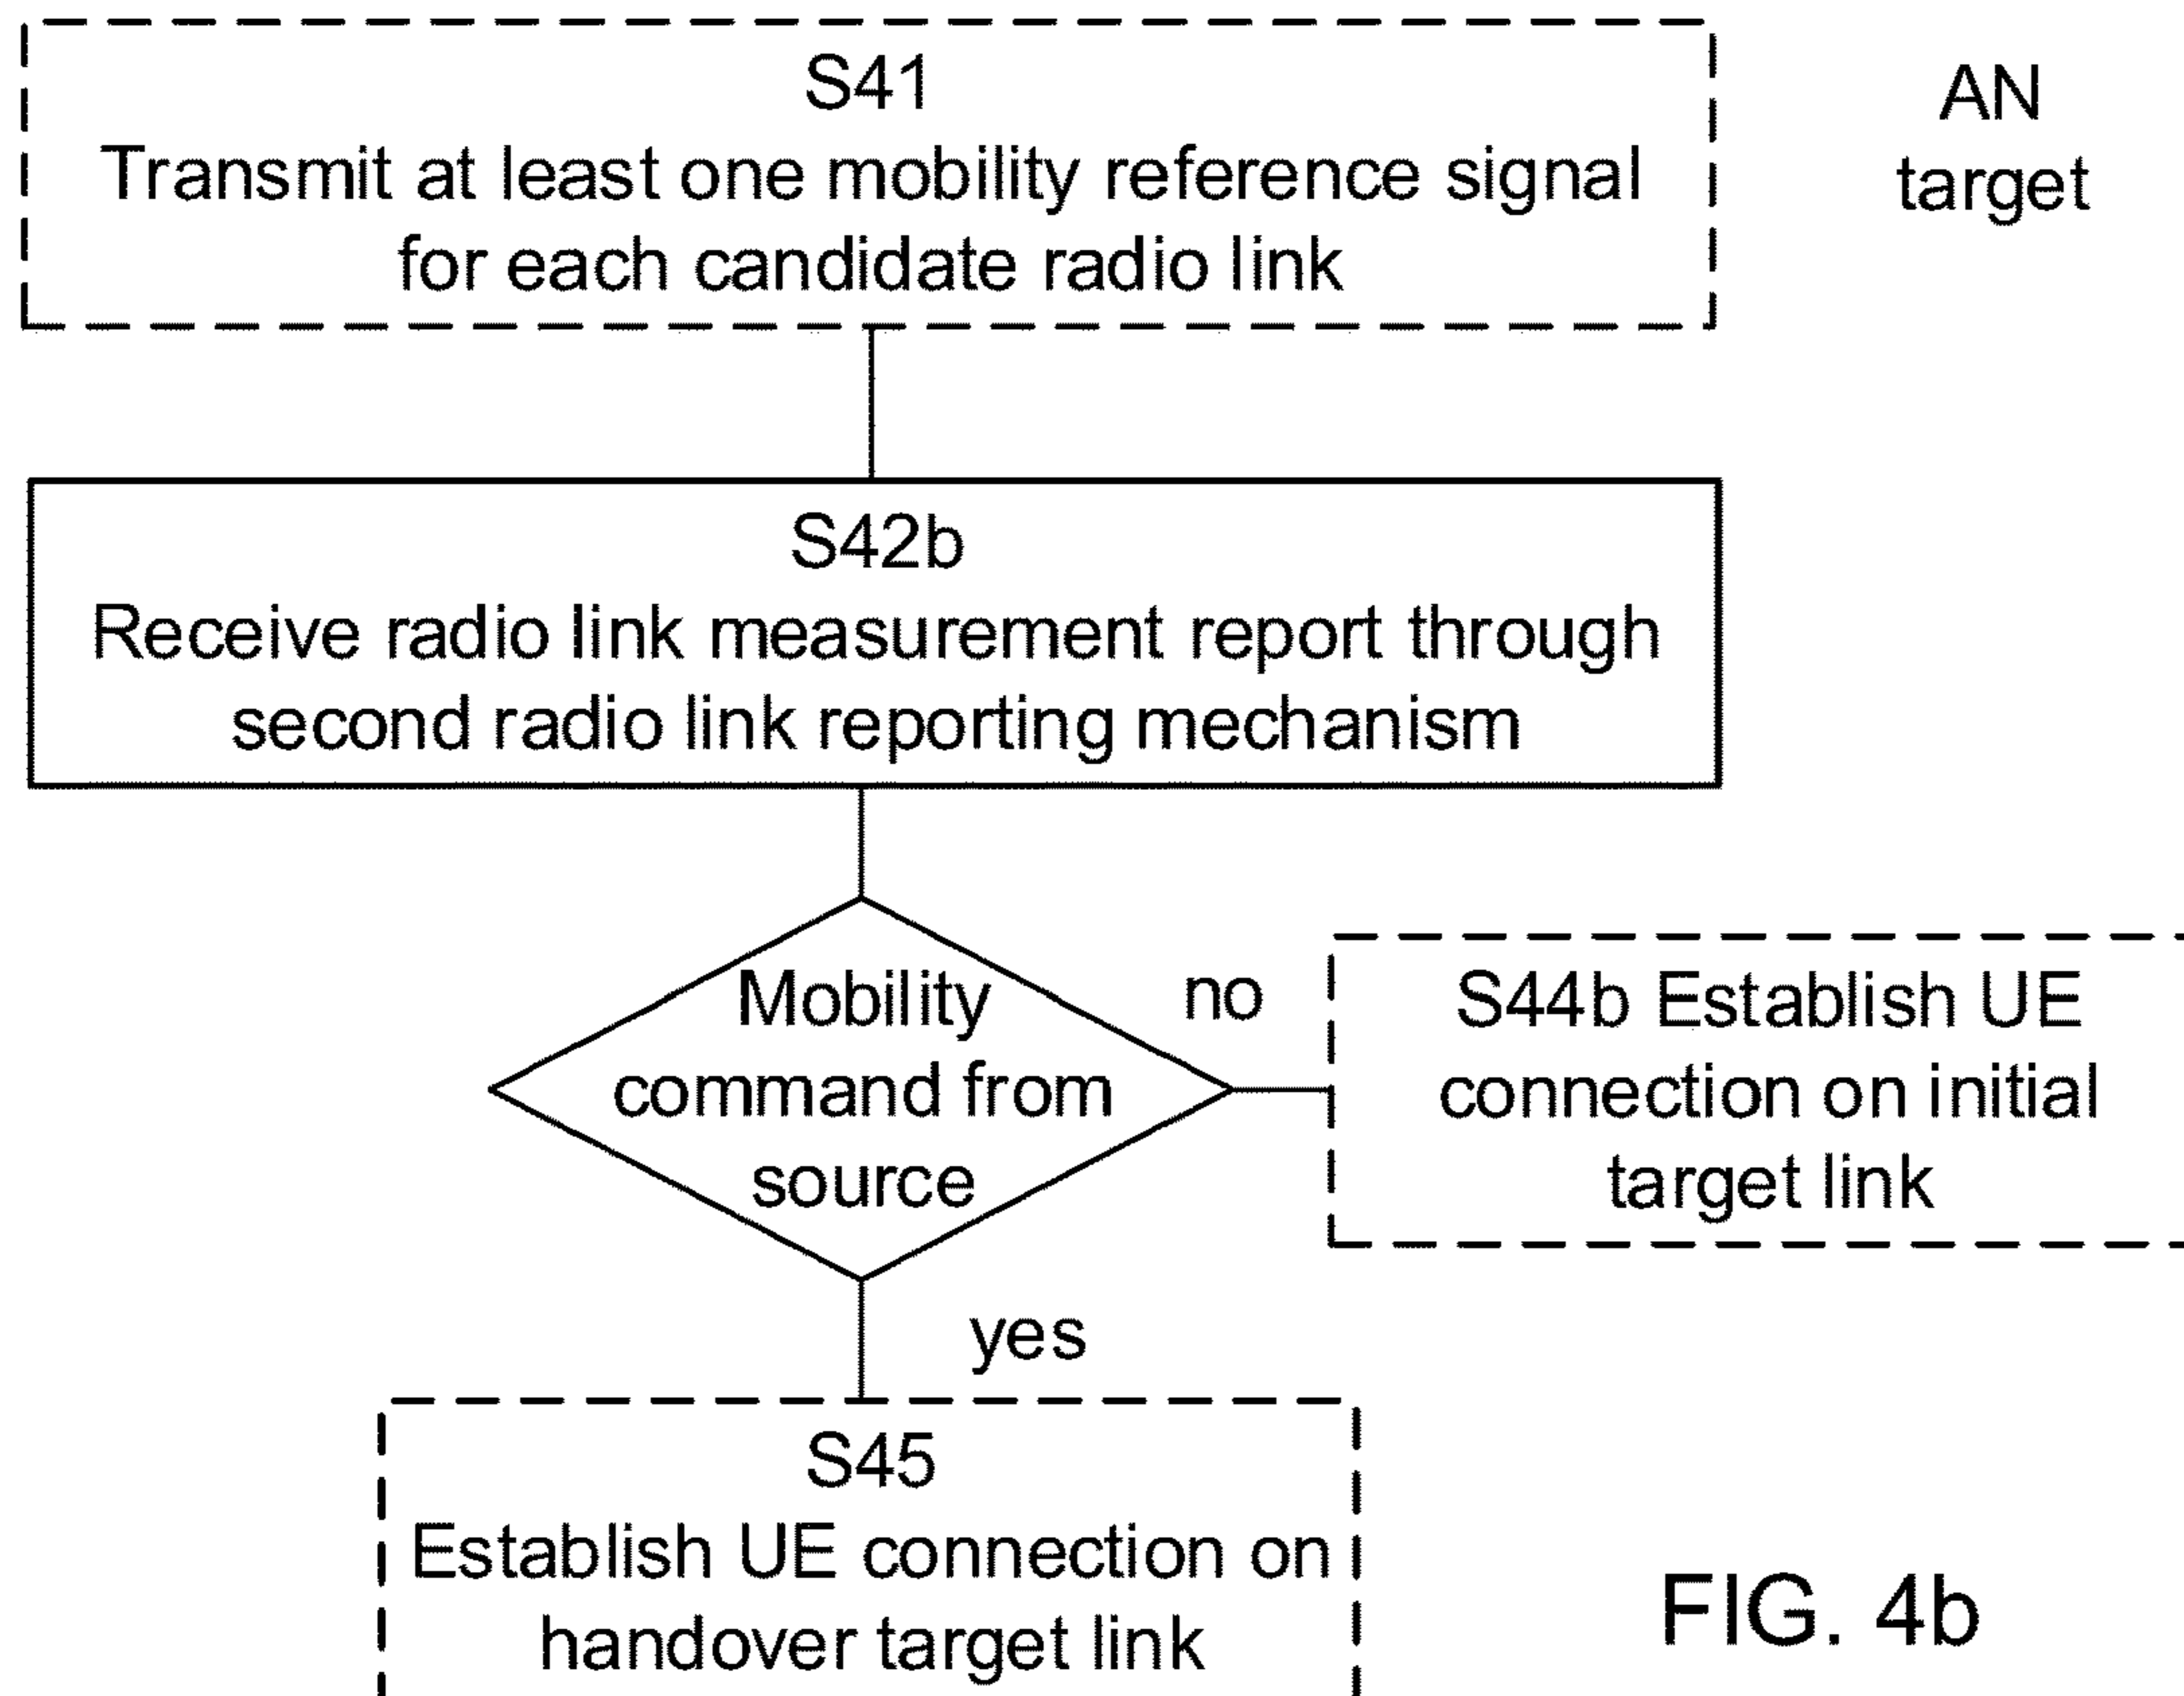 S41
Transmit at least one mobility reference signal
for each candidate radio link
AN
target
S42b
Receive radio link measurement report through
second radio link reporting mechanism
Mobility
command from
source
no
S44b Establish UE
connection on initial
target link
yes
S45
Establish UE connection on
handover target link
FIG. 4b